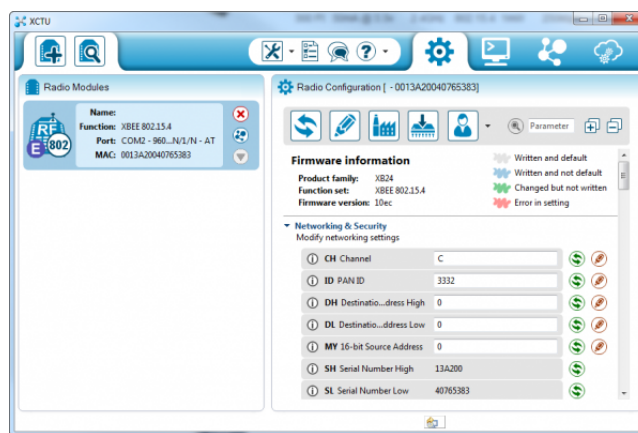 XCTU
Radio Modules
Name:
Function: XBEE 802.15.4
Port: COM2 - 960...N/1/N - AT
MAC: 0013A20040765383
RF
E 802
Radio Configuration [ - 0013A20040765383]
Parameter
Firmware information
Product family: XB24
Function set: XBEE 802.15.4
Firmware version: 10ec
Written and default
Written and not default
Changed but not written
Error in setting
Networking & Security
Modify networking settings
i CH Channel C
i ID PAN ID 3332
i DH Destinatio...dress High 0
i DL Destinatio...ddress Low 0
i MY 16-bit Source Address 0
i SH Serial Number High 13A200
i SL Serial Number Low 40765383